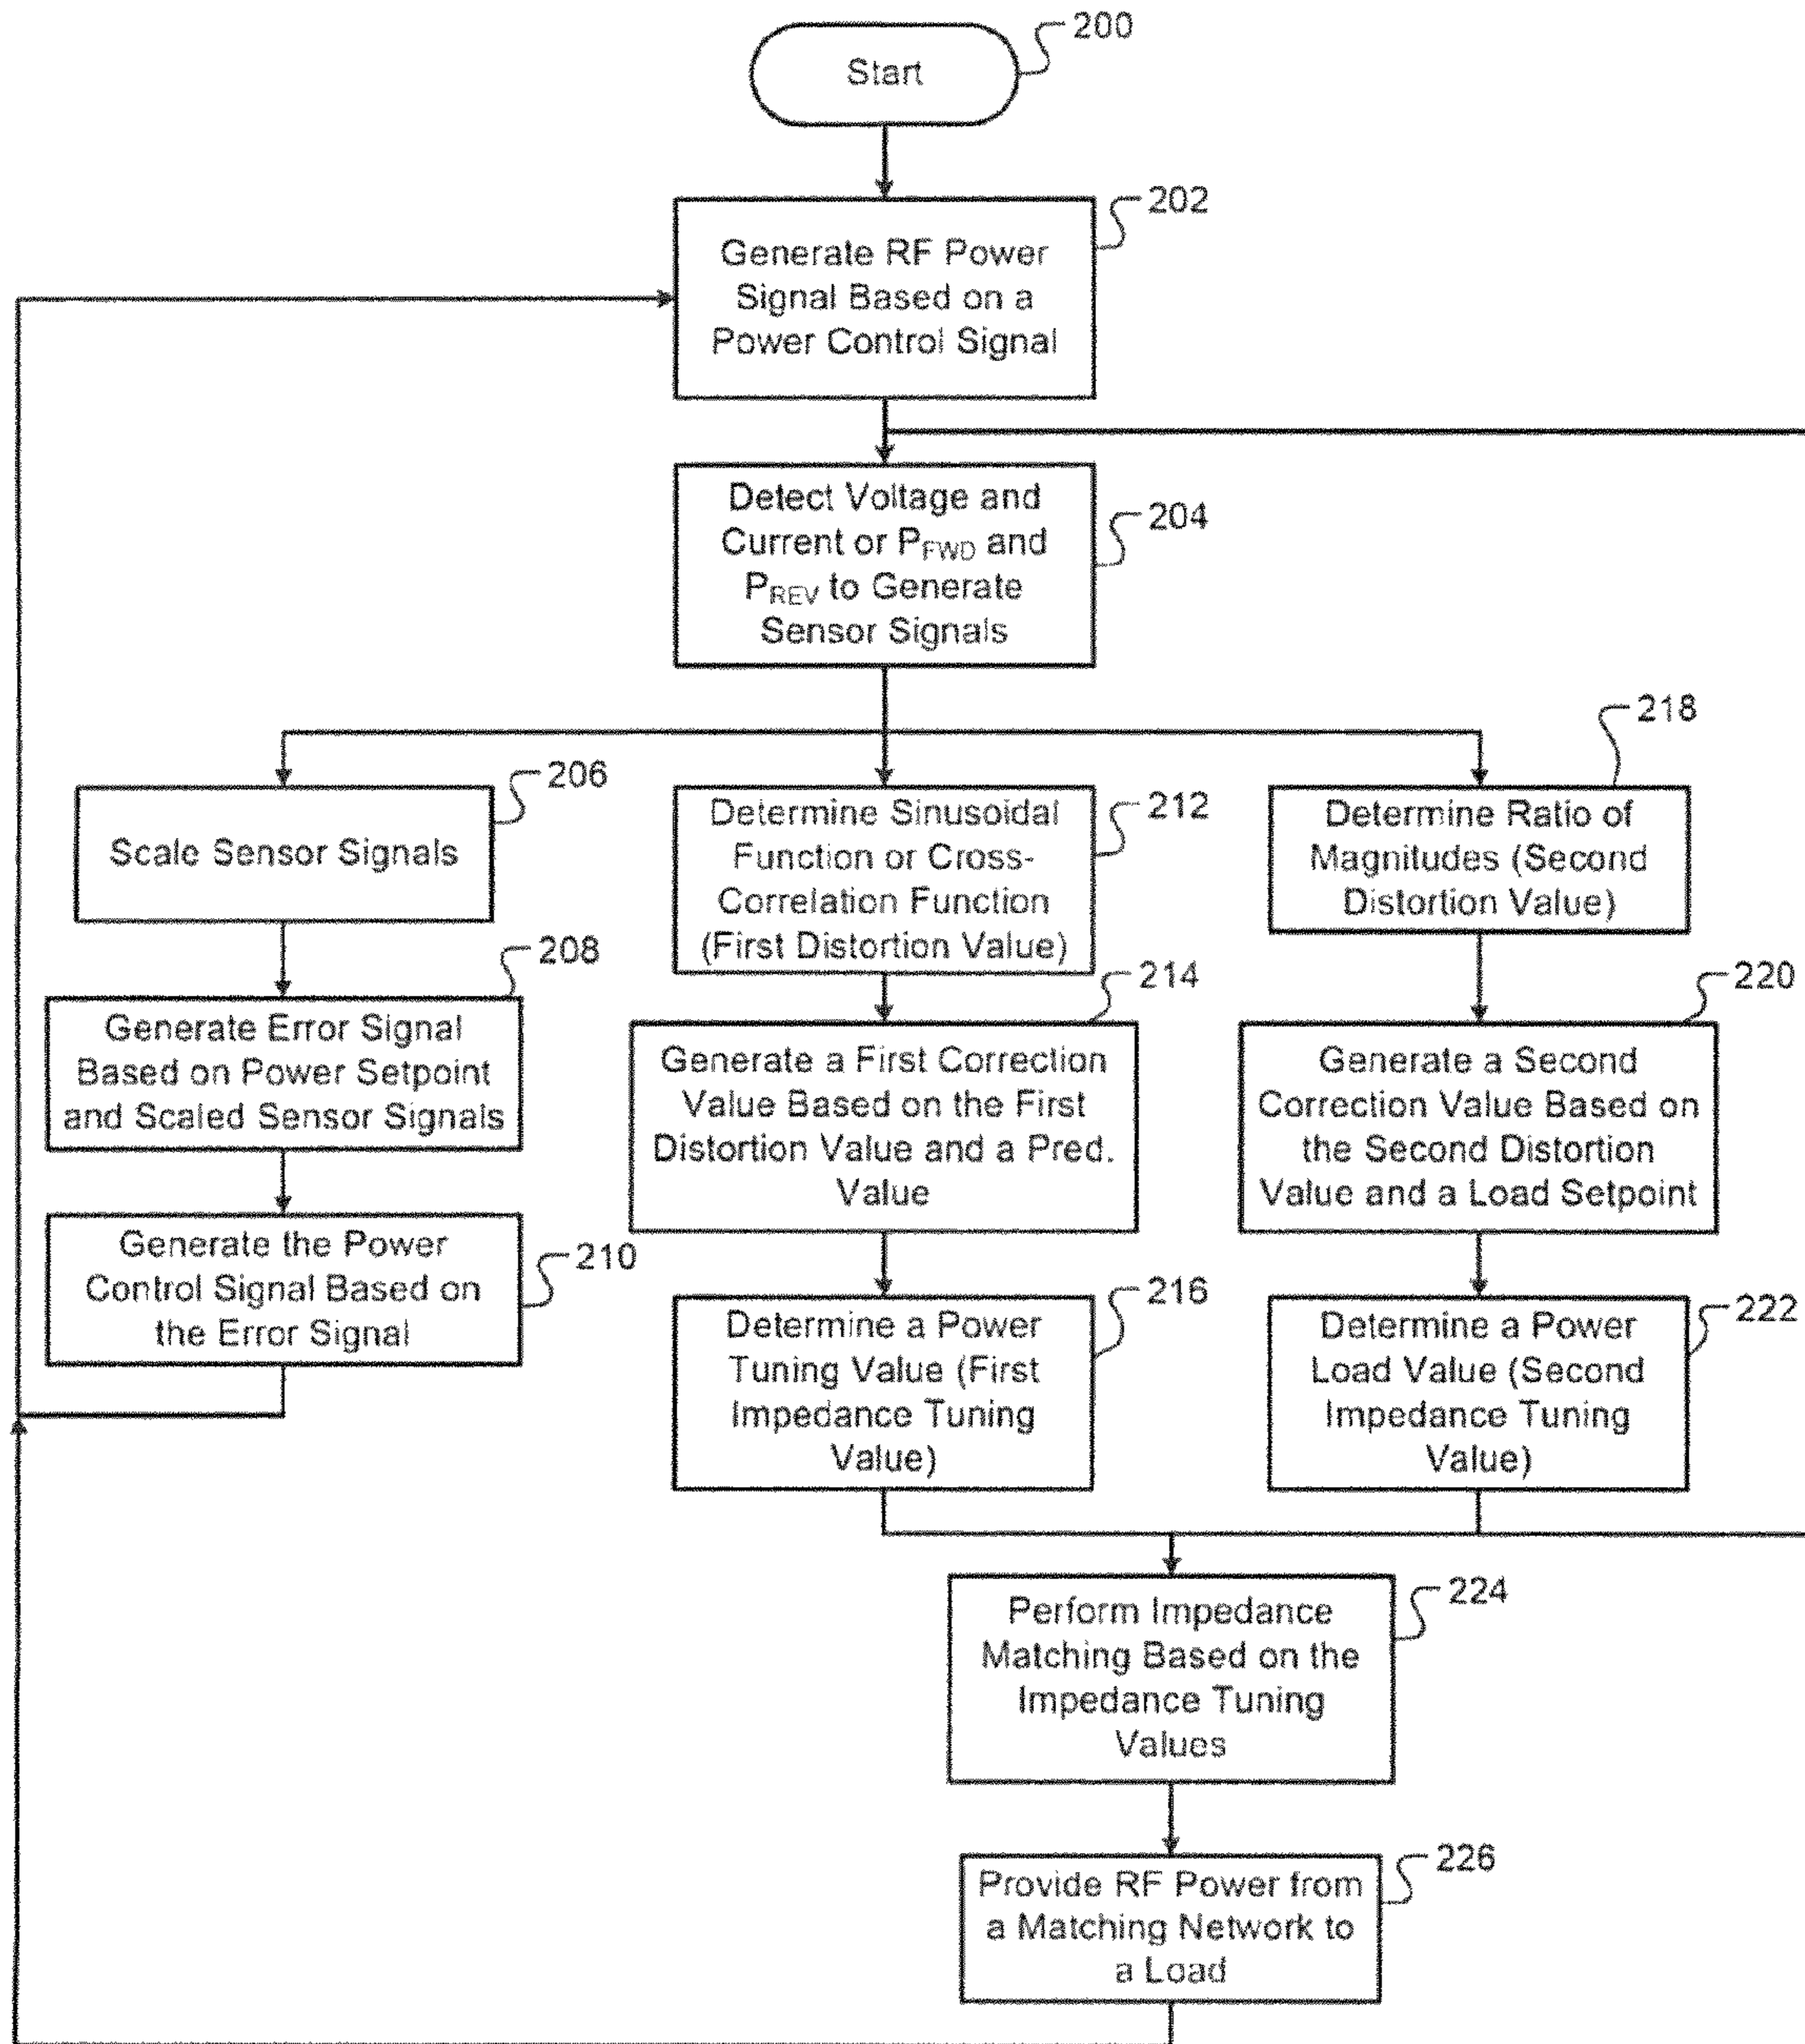 Start
200
Generate RF Power
Signal Based on a
Power Control Signal
202
Detect Voltage and
Current or PFWD and
PREV to Generate
Sensor Signals
204
Scale Sensor Signals
206
Generate Error Signal
Based on Power Setpoint
and Scaled Sensor Signals
208
Generate the Power
Control Signal Based on
the Error Signal
210
Determine Sinusoidal
Function or Cross-
Correlation Function
(First Distortion Value)
212
Generate a First Correction
Value Based on the First
Distortion Value and a Pred.
Value
214
Determine a Power
Tuning Value (First
Impedance Tuning
Value)
216
Determine Ratio of
Magnitudes (Second
Distortion Value)
218
Generate a Second
Correction Value Based on
the Second Distortion
Value and a Load Setpoint
220
Determine a Power
Load Value (Second
Impedance Tuning
Value)
222
Perform Impedance
Matching Based on the
Impedance Tuning
Values
224
Provide RF Power from
a Matching Network to
a Load
226